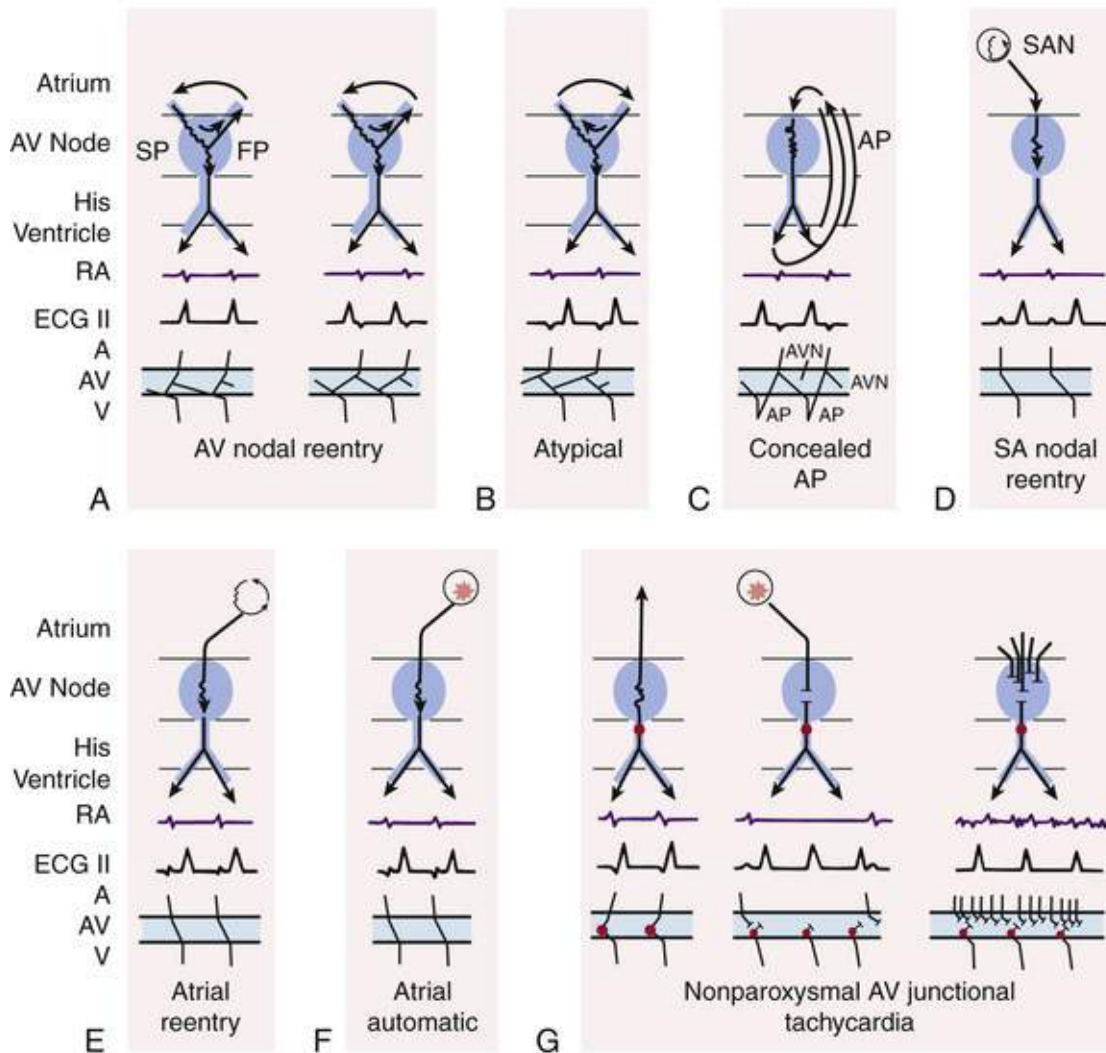 SAN
Atrium
AV Node
SP
FP
AP
His
Ventricle
RA
ECG II
A
AV
V
AVN
AVN
AP
AP
AV nodal reentry
Atypical
Concealed
AP
SA nodal
reentry
A
B
C
D
Atrium
AV Node
His
Ventricle
RA
ECG II
A
AV
V
Atrial
reentry
Atrial
automatic
Nonparoxysmal AV junctional
tachycardia
E
F
G